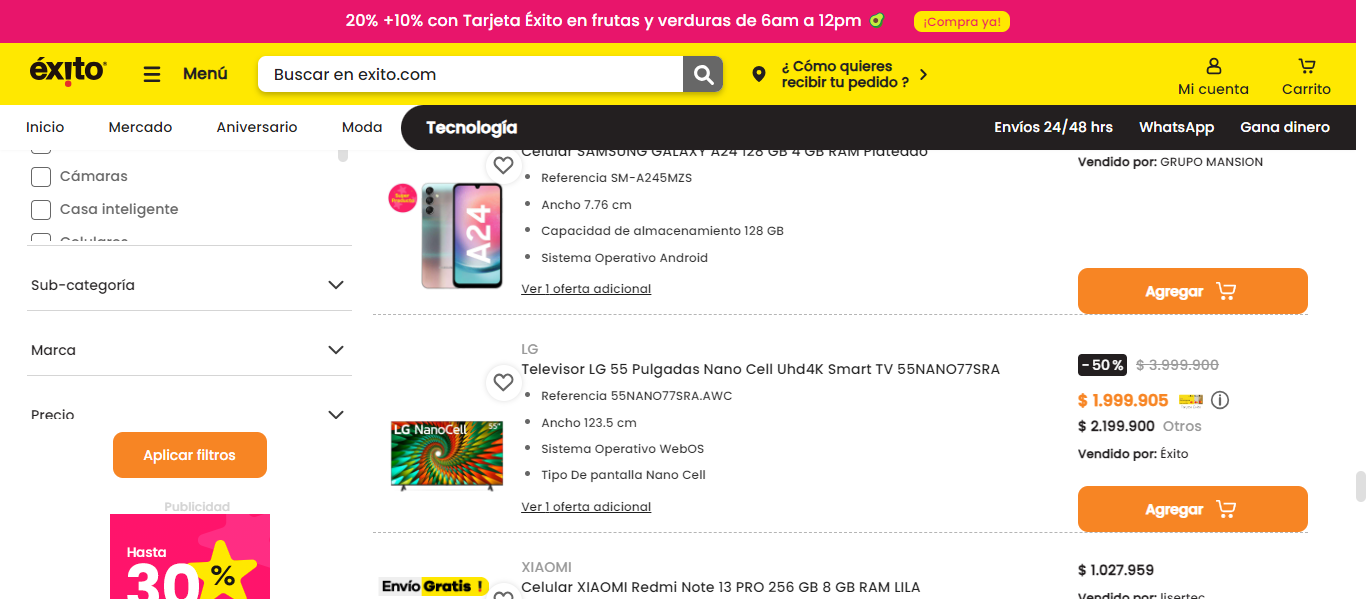 20% +10% con Tarjeta Éxito en frutas y verduras de 6am a 12pm ¡Compra ya!
éxito
Menú
Buscar en exito.com
¿ Cómo quieres
recibir tu pedido ?
Mi cuenta
Carrito
Inicio Mercado Aniversario Moda Tecnología Envíos 24/48 hrs WhatsApp Gana dinero
Cámaras
Casa inteligente
Celulares
Sub-categoría
Marca
Precio
Aplicar filtros
Publicidad
Hasta
30%
Celular SAMSUNG GALAXY A24 128 GB 4 GB RAM Plateado
A24
Referencia SM-A245MZS
Ancho 7.76 cm
Capacidad de almacenamiento 128 GB
Sistema Operativo Android
Ver 1 oferta adicional
Vendido por: GRUPO MANSION
Agregar
LG
Televisor LG 55 Pulgadas Nano Cell Uhd4K Smart TV 55NANO77SRA
LG NanoCell 55"
Referencia 55NANO77SRA.AWC
Ancho 123.5 cm
Sistema Operativo WebOS
Tipo De pantalla Nano Cell
Ver 1 oferta adicional
- 50 % $ 3.999.900
$ 1.999.905
$ 2.199.900 Otros
Vendido por: Éxito
Agregar
Envío Gratis !
XIAOMI
Celular XIAOMI Redmi Note 13 PRO 256 GB 8 GB RAM LILA
$ 1.027.959
Vendido por: lisertec